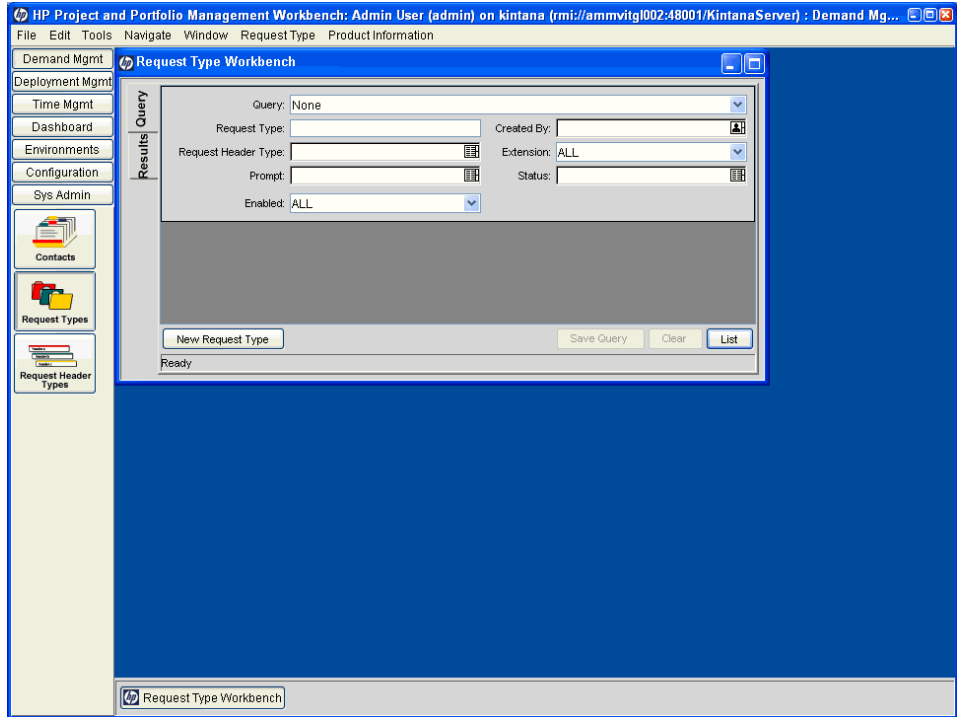 HP Project and Portfolio Management Workbench: Admin User (admin) on kintana (rmi://ammvitgl002:48001/KintanaServer) : Demand Mg...
File Edit Tools Navigate Window Request Type Product Information
Demand Mgmt
Deployment Mgmt
Time Mgmt
Dashboard
Environments
Configuration
Sys Admin
Contacts
Request Types
Request Header
Types
hp Request Type Workbench
Query
Results
Query: None
Request Type:
Created By:
Request Header Type:
Extension: ALL
Prompt:
Status:
Enabled: ALL
New Request Type
Save Query
Clear
List
Ready
hp Request Type Workbench